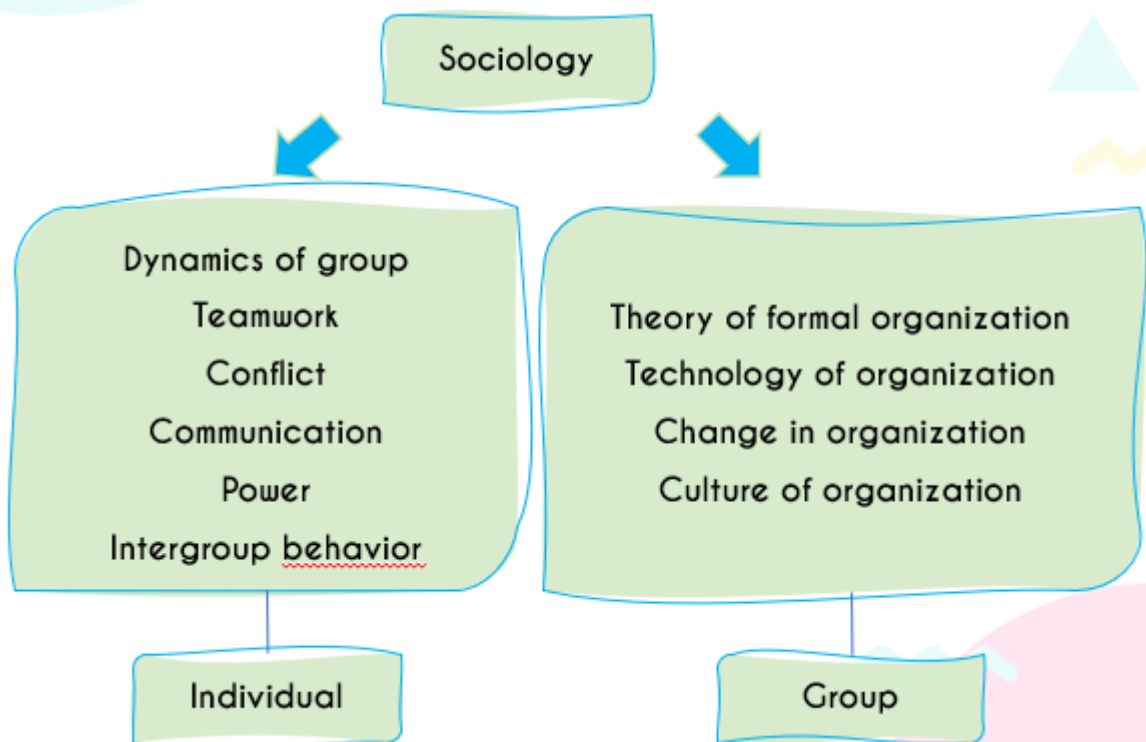 Sociology
Dynamics of group
Teamwork
Conflict
Communication
Power
Intergroup behavior
Theory of formal organization
Technology of organization
Change in organization
Culture of organization
Individual
Group